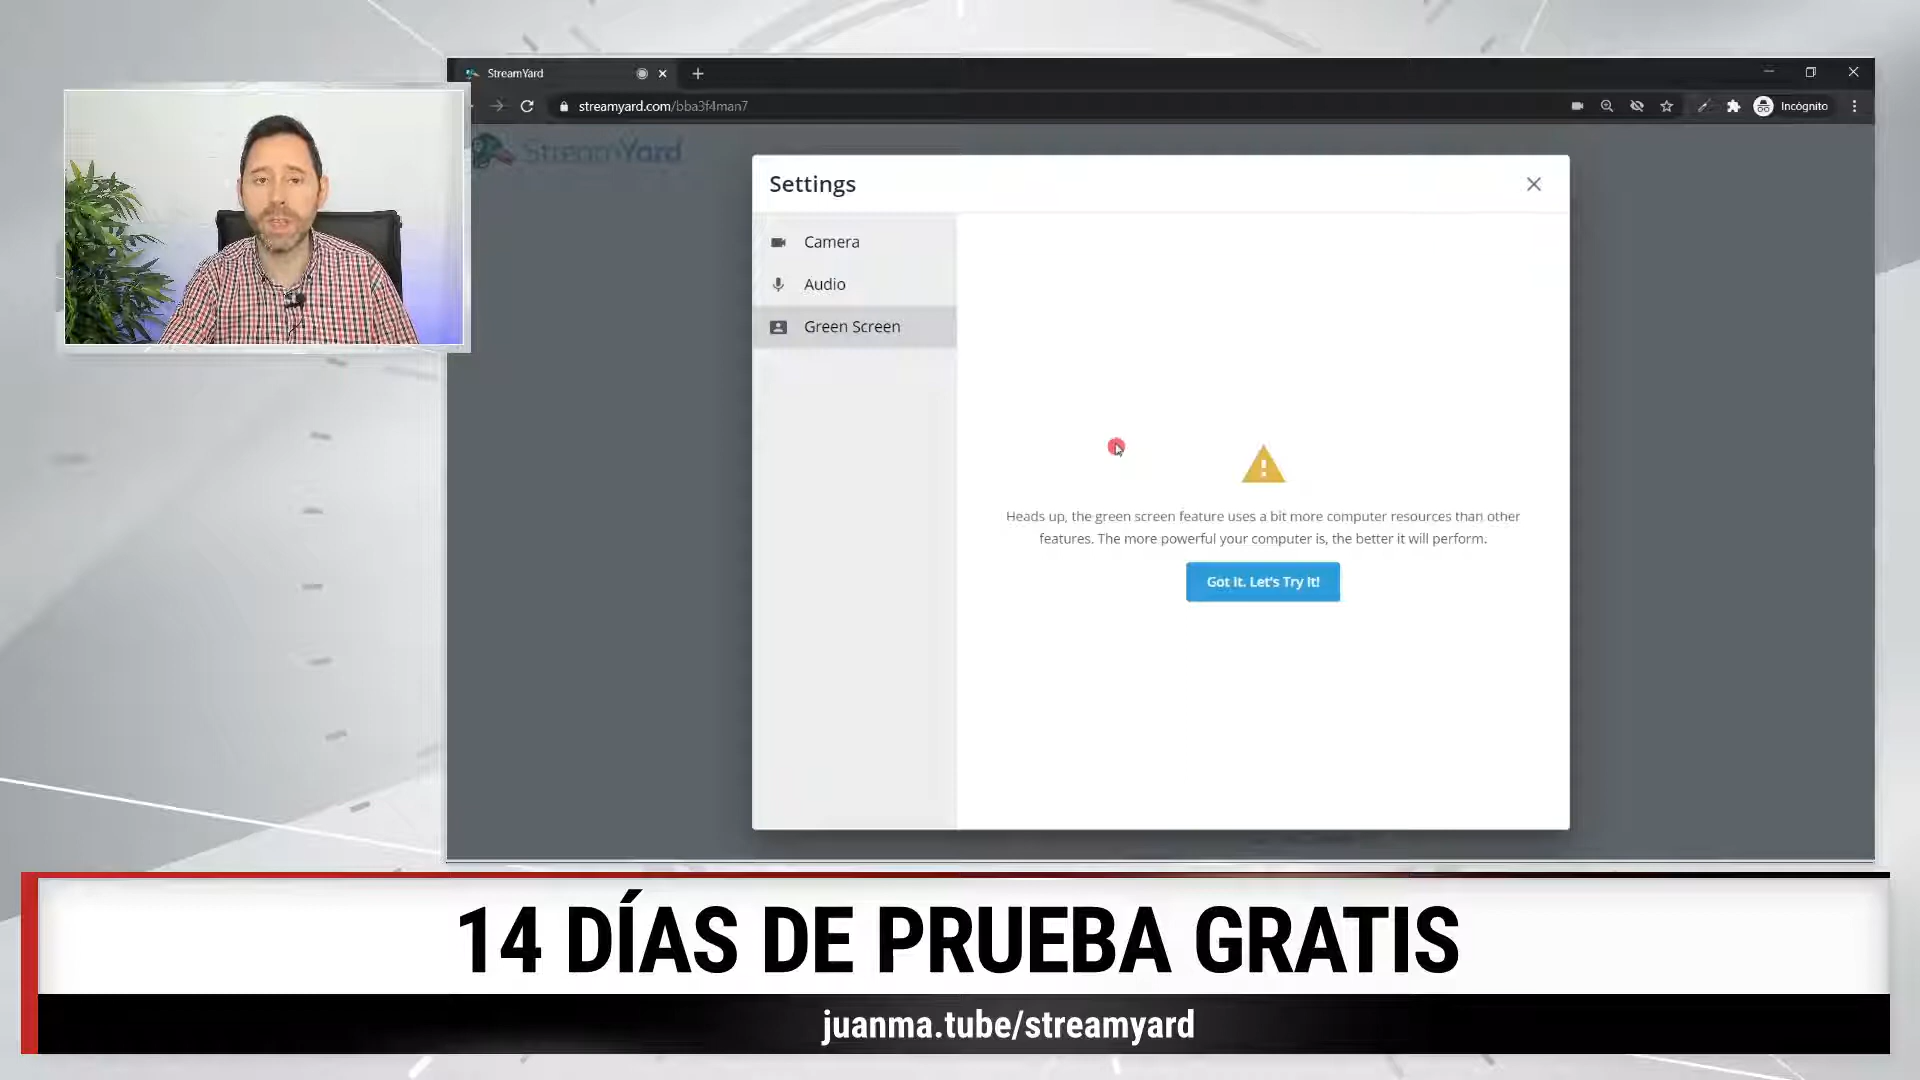 StreamYard
streamyard.com/bba3f4man7
Incógnito
StreamYard
Settings
Camera
Audio
Green Screen
Heads up, the green screen feature uses a bit more computer resources than other
features. The more powerful your computer is, the better it will perform.
Got It. Let's Try It!
14 DÍAS DE PRUEBA GRATIS
juanma.tube/streamyard